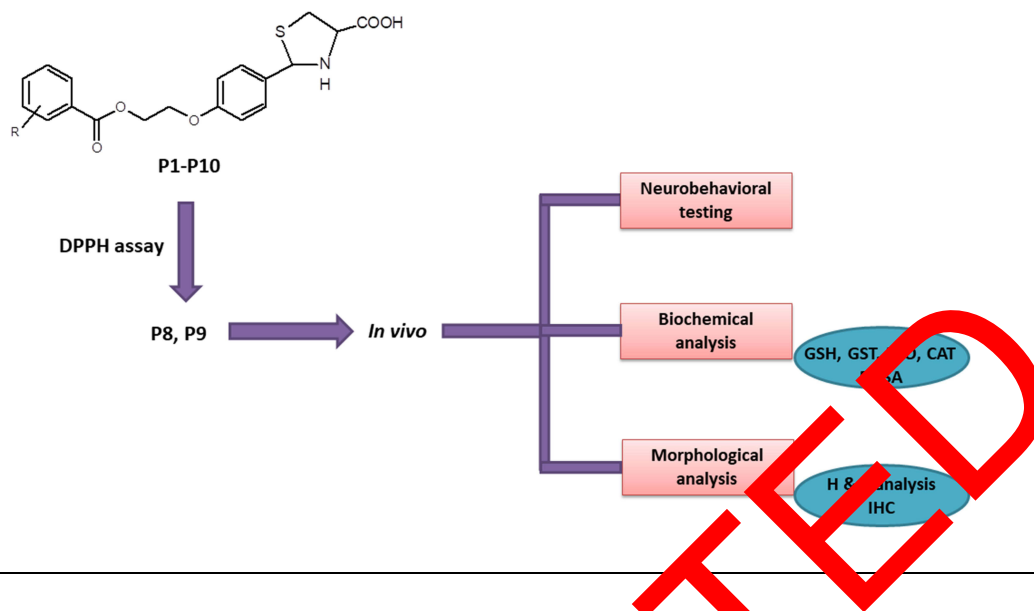 S
COOH
N
H
O
O
O
R
P1-P10
DPPH assay
P8, P9
In vivo
Neurobehavioral
testing
Biochemical
analysis
GSH, GST, CAT
Morphological
analysis
H & analysis
IHC
TED